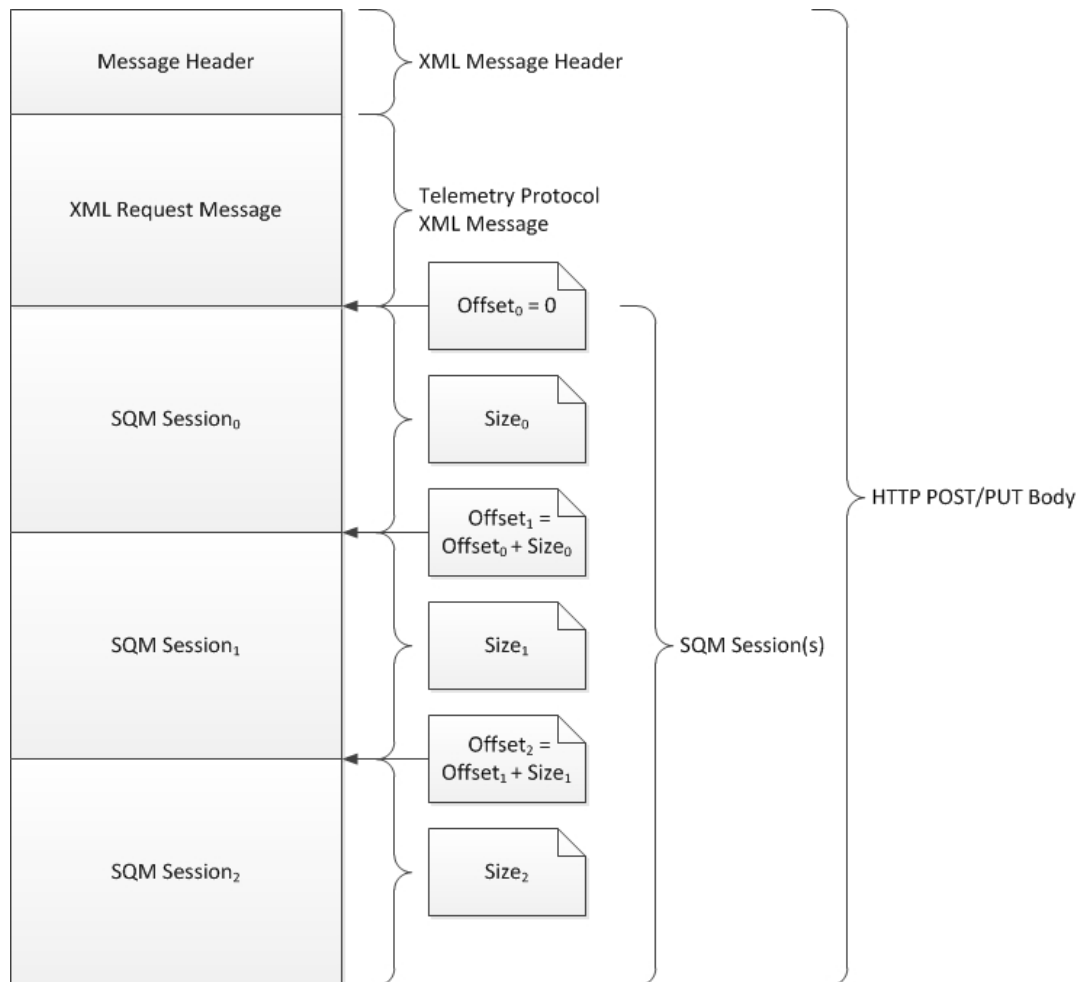 Message Header
XML Message Header
XML Request Message
Telemetry Protocol
XML Message
Offset₀ = 0
SQM Session₀
Size₀
Offset₁ =
Offset₀ + Size₀
HTTP POST/PUT Body
SQM Session₁
Size₁
SQM Session(s)
Offset₂ =
Offset₁ + Size₁
SQM Session₂
Size₂